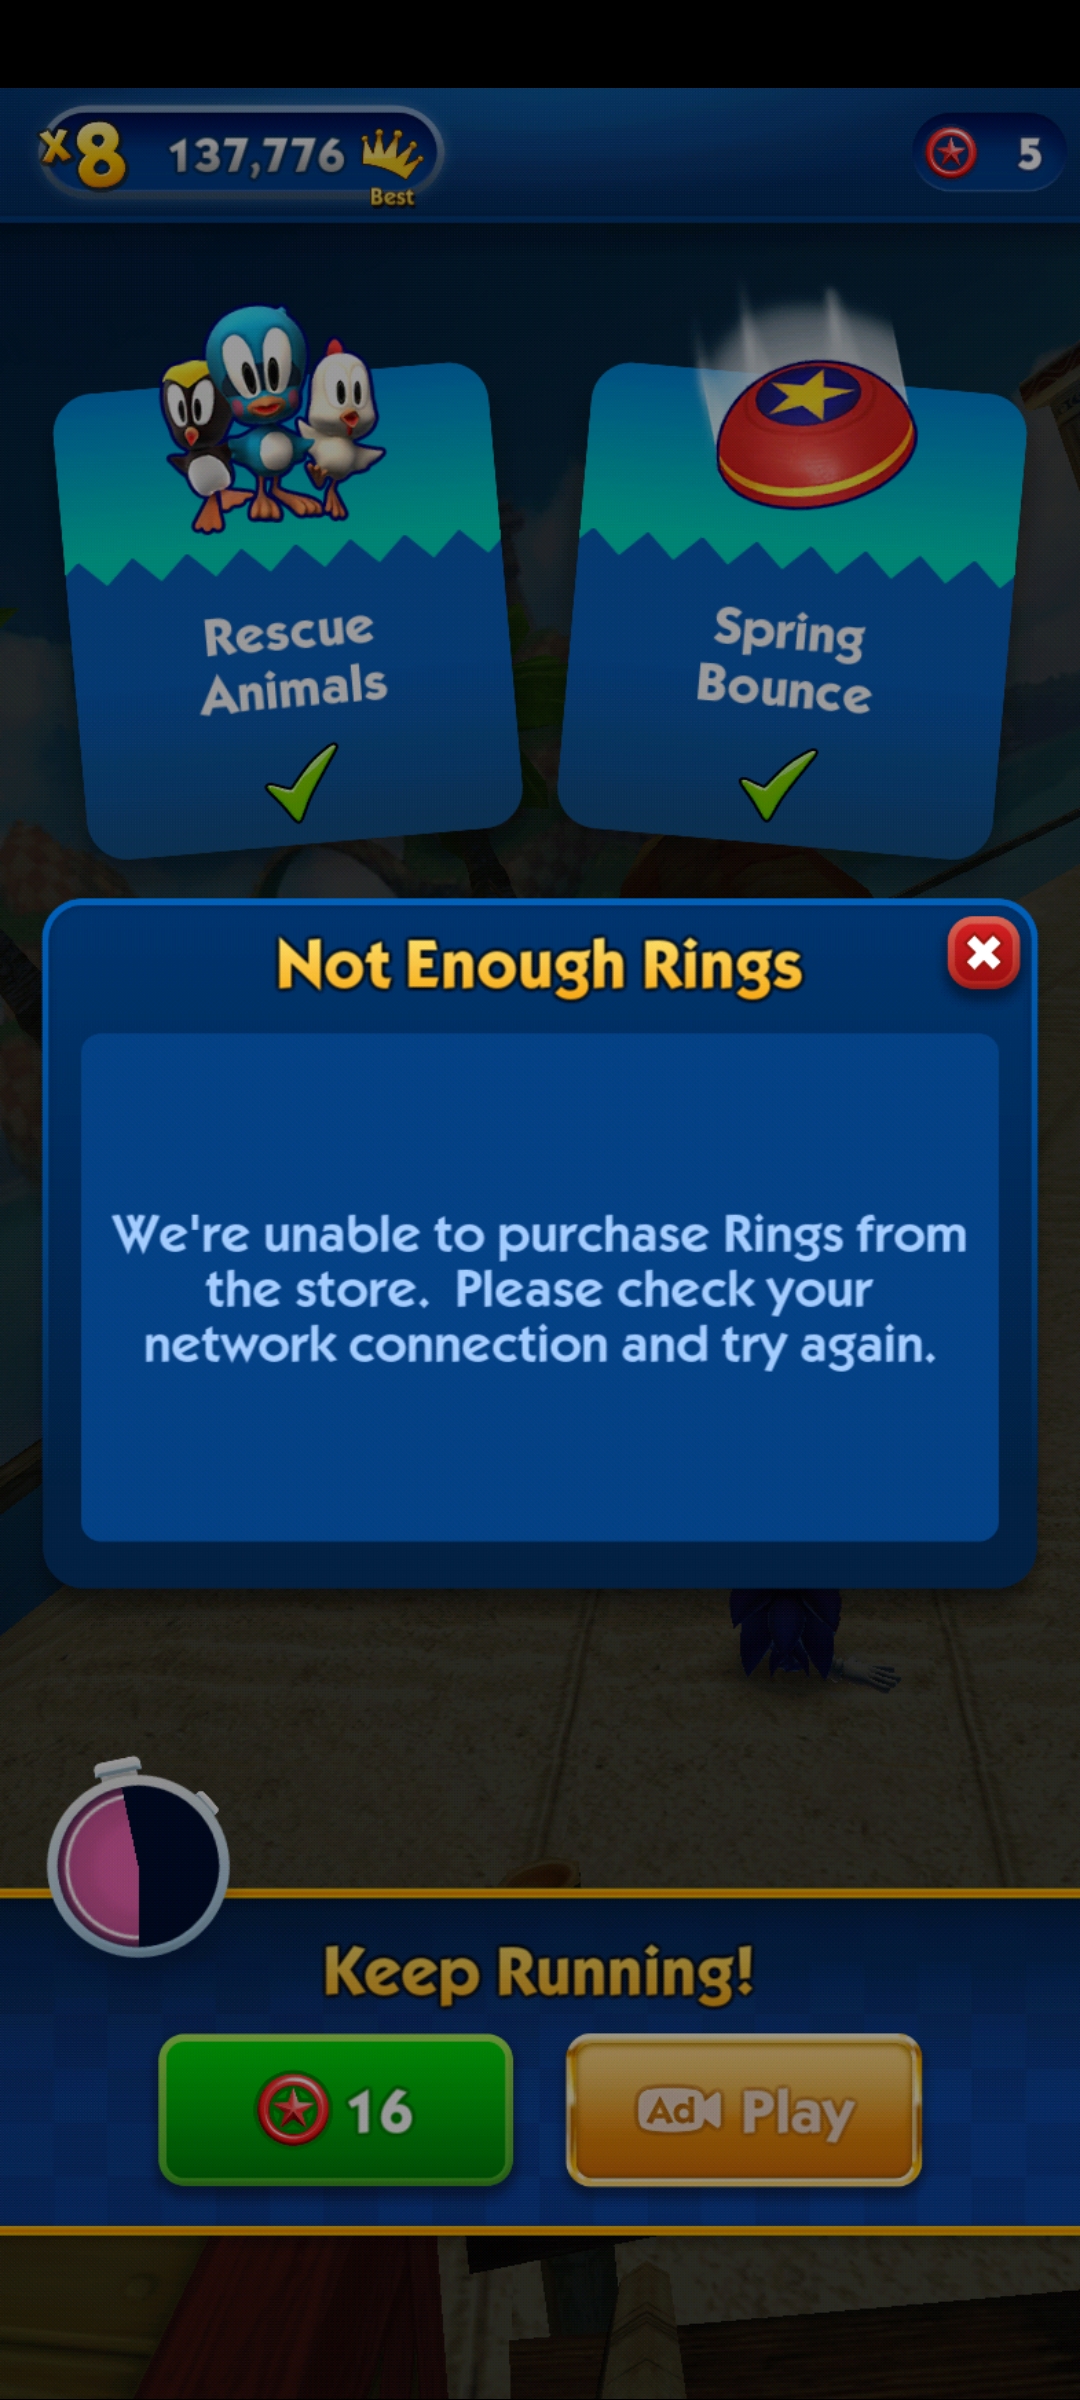 x8 137,776
Best
5
Rescue
Animals
Spring
Bounce
Not Enough Rings
We're unable to purchase Rings from
the store. Please check your
network connection and try again.
Keep Running!
16
Ad Play